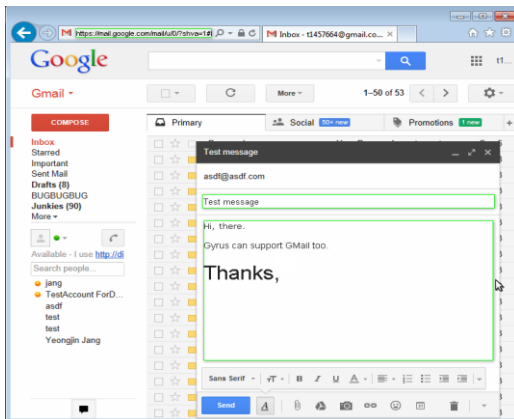 https://mail.google.com/mail/u/0/?shva=1#
M Inbox - t1457664@gmail.co...
Google
t1...
Gmail
More
1–50 of 53
COMPOSE
Primary
Social 50+ new
Promotions 1 new
+
Inbox
Starred
Important
Sent Mail
Drafts (8)
BUGBUGBUG
Junkies (90)
More
Available - I use http://di
Search people...
jang
TestAccount ForD...
asdf
test
test
Yeongjin Jang
Test message
asdf@asdf.com
Test message
Hi, there.
Gyrus can support GMail too.
Thanks,
Sans Serif
B I U A
Send
A